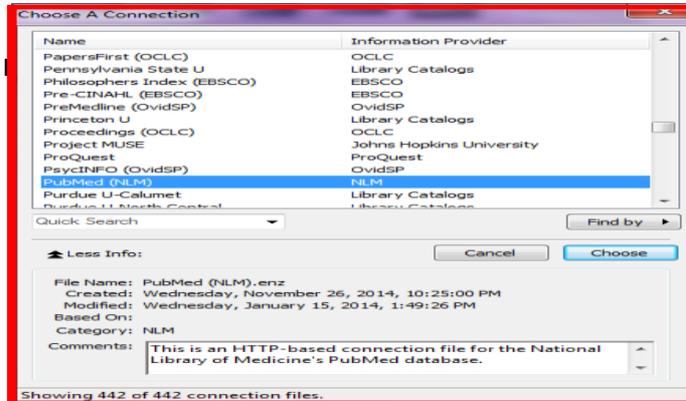 Choose A Connection
Name Information Provider
PapersFirst (OCLC) OCLC
Pennsylvania State U Library Catalogs
Philosophers Index (EBSCO) EBSCO
Pre-CINAHL (EBSCO) EBSCO
PreMedline (OvidSP) OvidSP
Princeton U Library Catalogs
Proceedings (OCLC) OCLC
Project MUSE Johns Hopkins University
ProQuest ProQuest
PsycINFO (OvidSP) OvidSP
PubMed (NLM) NLM
Purdue U-Calumet Library Catalogs
Purdue U-North Central Library Catalogs
Quick Search Find by
Less Info: Cancel Choose
File Name: PubMed (NLM).enz
Created: Wednesday, November 26, 2014, 10:25:00 PM
Modified: Wednesday, January 15, 2014, 1:49:26 PM
Based On:
Category: NLM
Comments: This is an HTTP-based connection file for the National
Library of Medicine's PubMed database.
Showing 442 of 442 connection files.